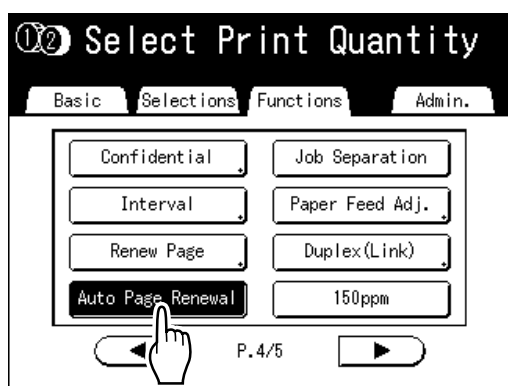 ①② Select Print Quantity
Basic Selections Functions Admin.
Confidential Job Separation
Interval Paper Feed Adj.
Renew Page Duplex(Link)
Auto Page Renewal 150ppm
◀ P.4/5 ▶